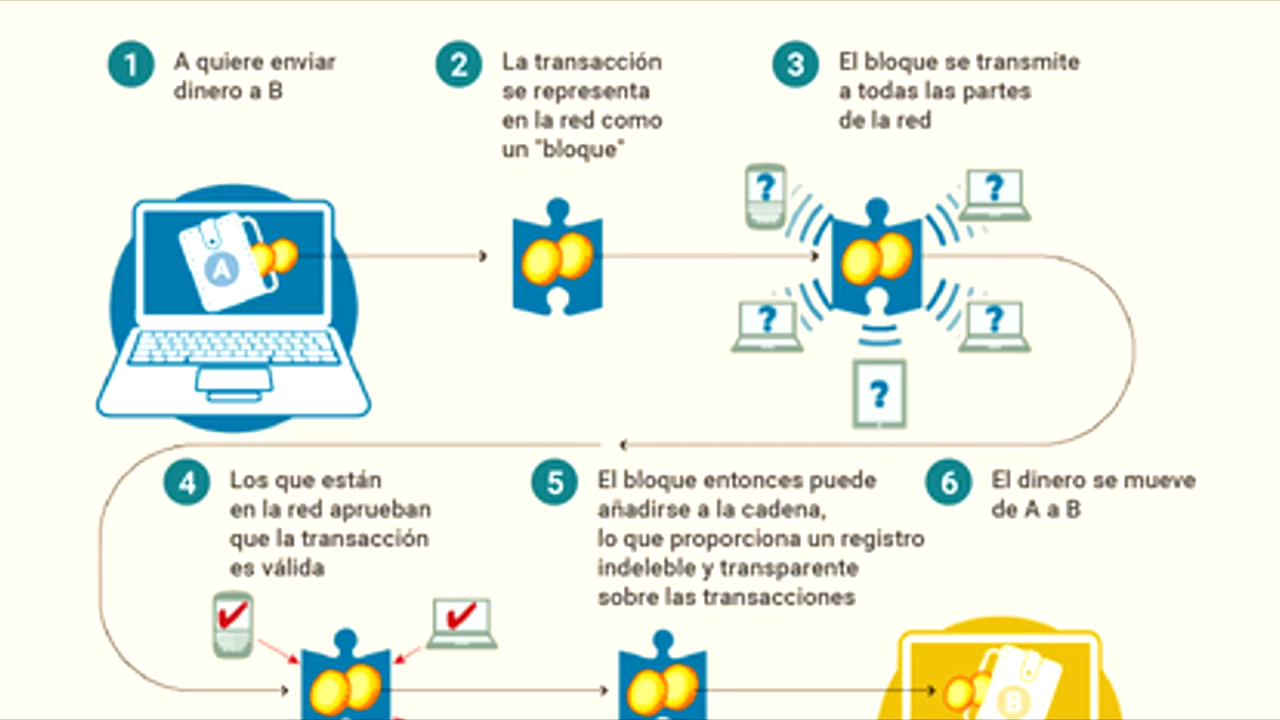 1
A quiere enviar
dinero a B
2
La transacción
se representa
en la red como
un "bloque"
3
El bloque se transmite
a todas las partes
de la red
?
?
A
?
?
?
4
Los que están
en la red aprueban
que la transacción
es válida
5
El bloque entonces puede
añadirse a la cadena,
lo que proporciona un registro
indeleble y transparente
sobre las transacciones
6
El dinero se mueve
de A a B
B